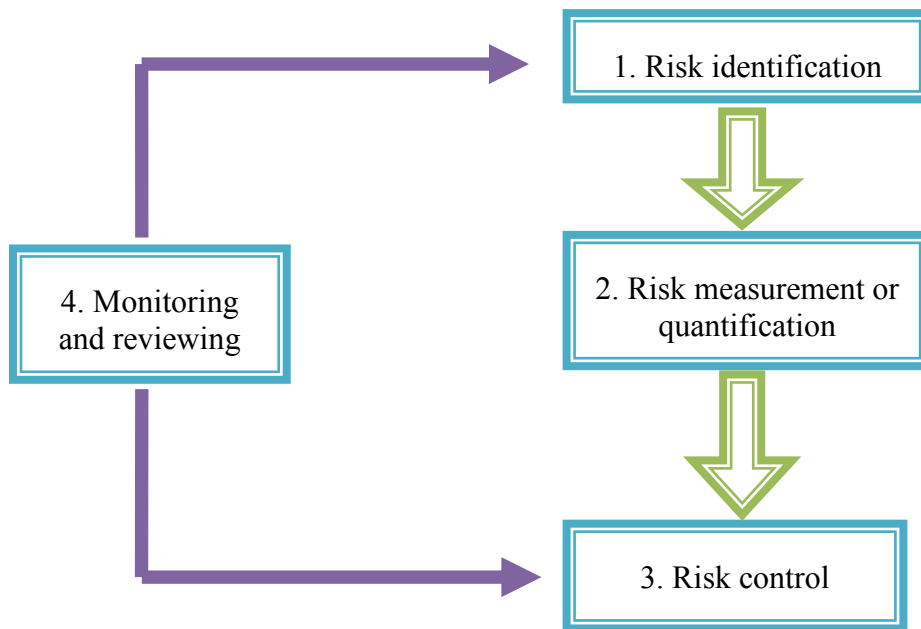 1. Risk identification
2. Risk measurement or
quantification
3. Risk control
4. Monitoring
and reviewing